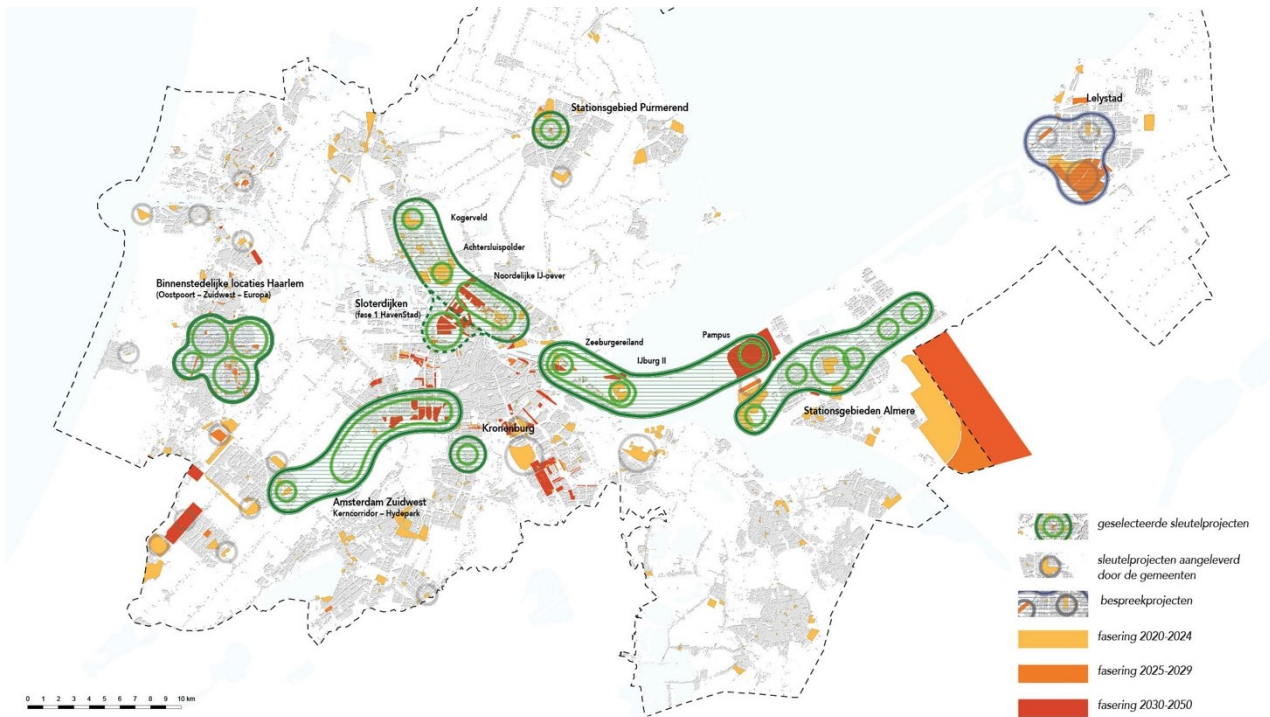 Stationsgebied Purmerend
Lelystad
Kogerveld
Achtersluispolder
Noordelijke IJ-oever
Binnenstedelijke locaties Haarlem
(Oostpoort – Zuidwest – Europa)
Sloterdijken
(fase 1 HavenStad)
Zeeburgereiland
IJburg II
Pampus
Stationsgebieden Almere
Kronenburg
Amsterdam Zuidwest
Kerncorridor – Hydepark
geselecteerde sleutelprojecten
sleutelprojecten aangeleverd
door de gemeenten
bespreekprojecten
fasering 2020-2024
fasering 2025-2029
fasering 2030-2050
0 1 2 3 4 5 6 7 8 9 10 km